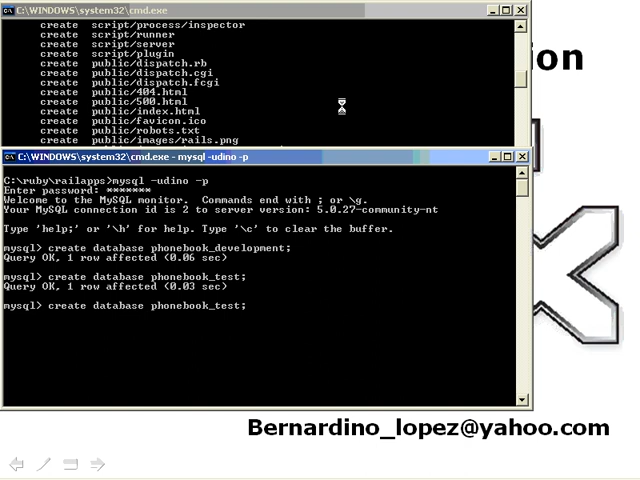 C:\WINDOWS\system32\cmd.exe
create  script/process/inspector
create  script/runner
create  script/server
create  script/plugin
create  public/dispatch.rb
create  public/dispatch.cgi
create  public/dispatch.fcgi
create  public/404.html
create  public/500.html
create  public/index.html
create  public/favicon.ico
create  public/robots.txt
create  public/images/rails.png
ion
C:\WINDOWS\system32\cmd.exe - mysql -udino -p
C:\ruby\railapps>mysql -udino -p
Enter password: *******
Welcome to the MySQL monitor.  Commands end with ; or \g.
Your MySQL connection id is 2 to server version: 5.0.27-community-nt
Type 'help;' or '\h' for help. Type '\c' to clear the buffer.
mysql> create database phonebook_development;
Query OK, 1 row affected (0.06 sec)
mysql> create database phonebook_test;
Query OK, 1 row affected (0.03 sec)
mysql> create database phonebook_test;
Bernardino_lopez@yahoo.com